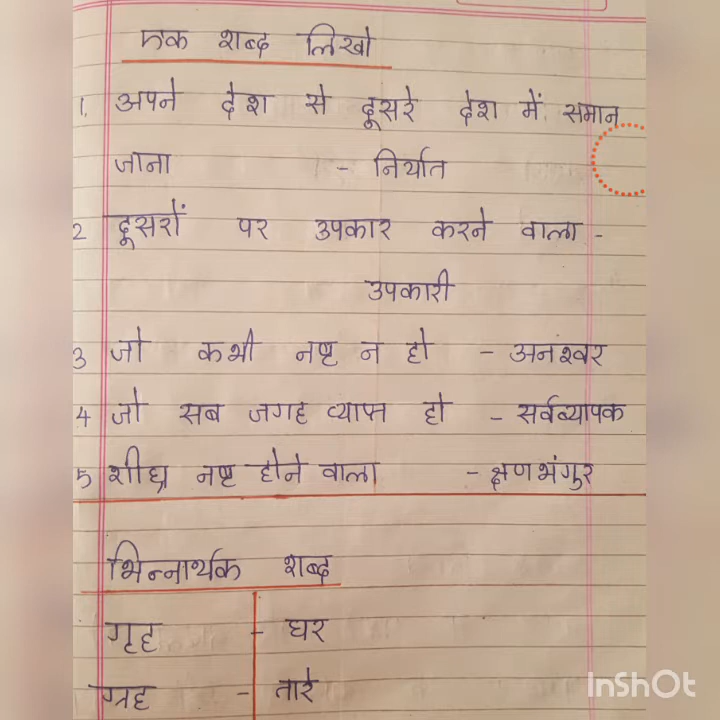 एक शब्द लिखो
1. अपने देश से दूसरे देश में समान
जाना - निर्यात
2 दूसरों पर उपकार करने वाला -
उपकारी
3 जो कभी नष्ट न हो - अनश्वर
4 जो सब जगह व्याप्त हो - सर्वव्यापक
5 शीघ्र नष्ट होने वाला - क्षणभंगुर
भिन्नार्थक शब्द
गृह - घर
ग्रह - तारे
InShOt